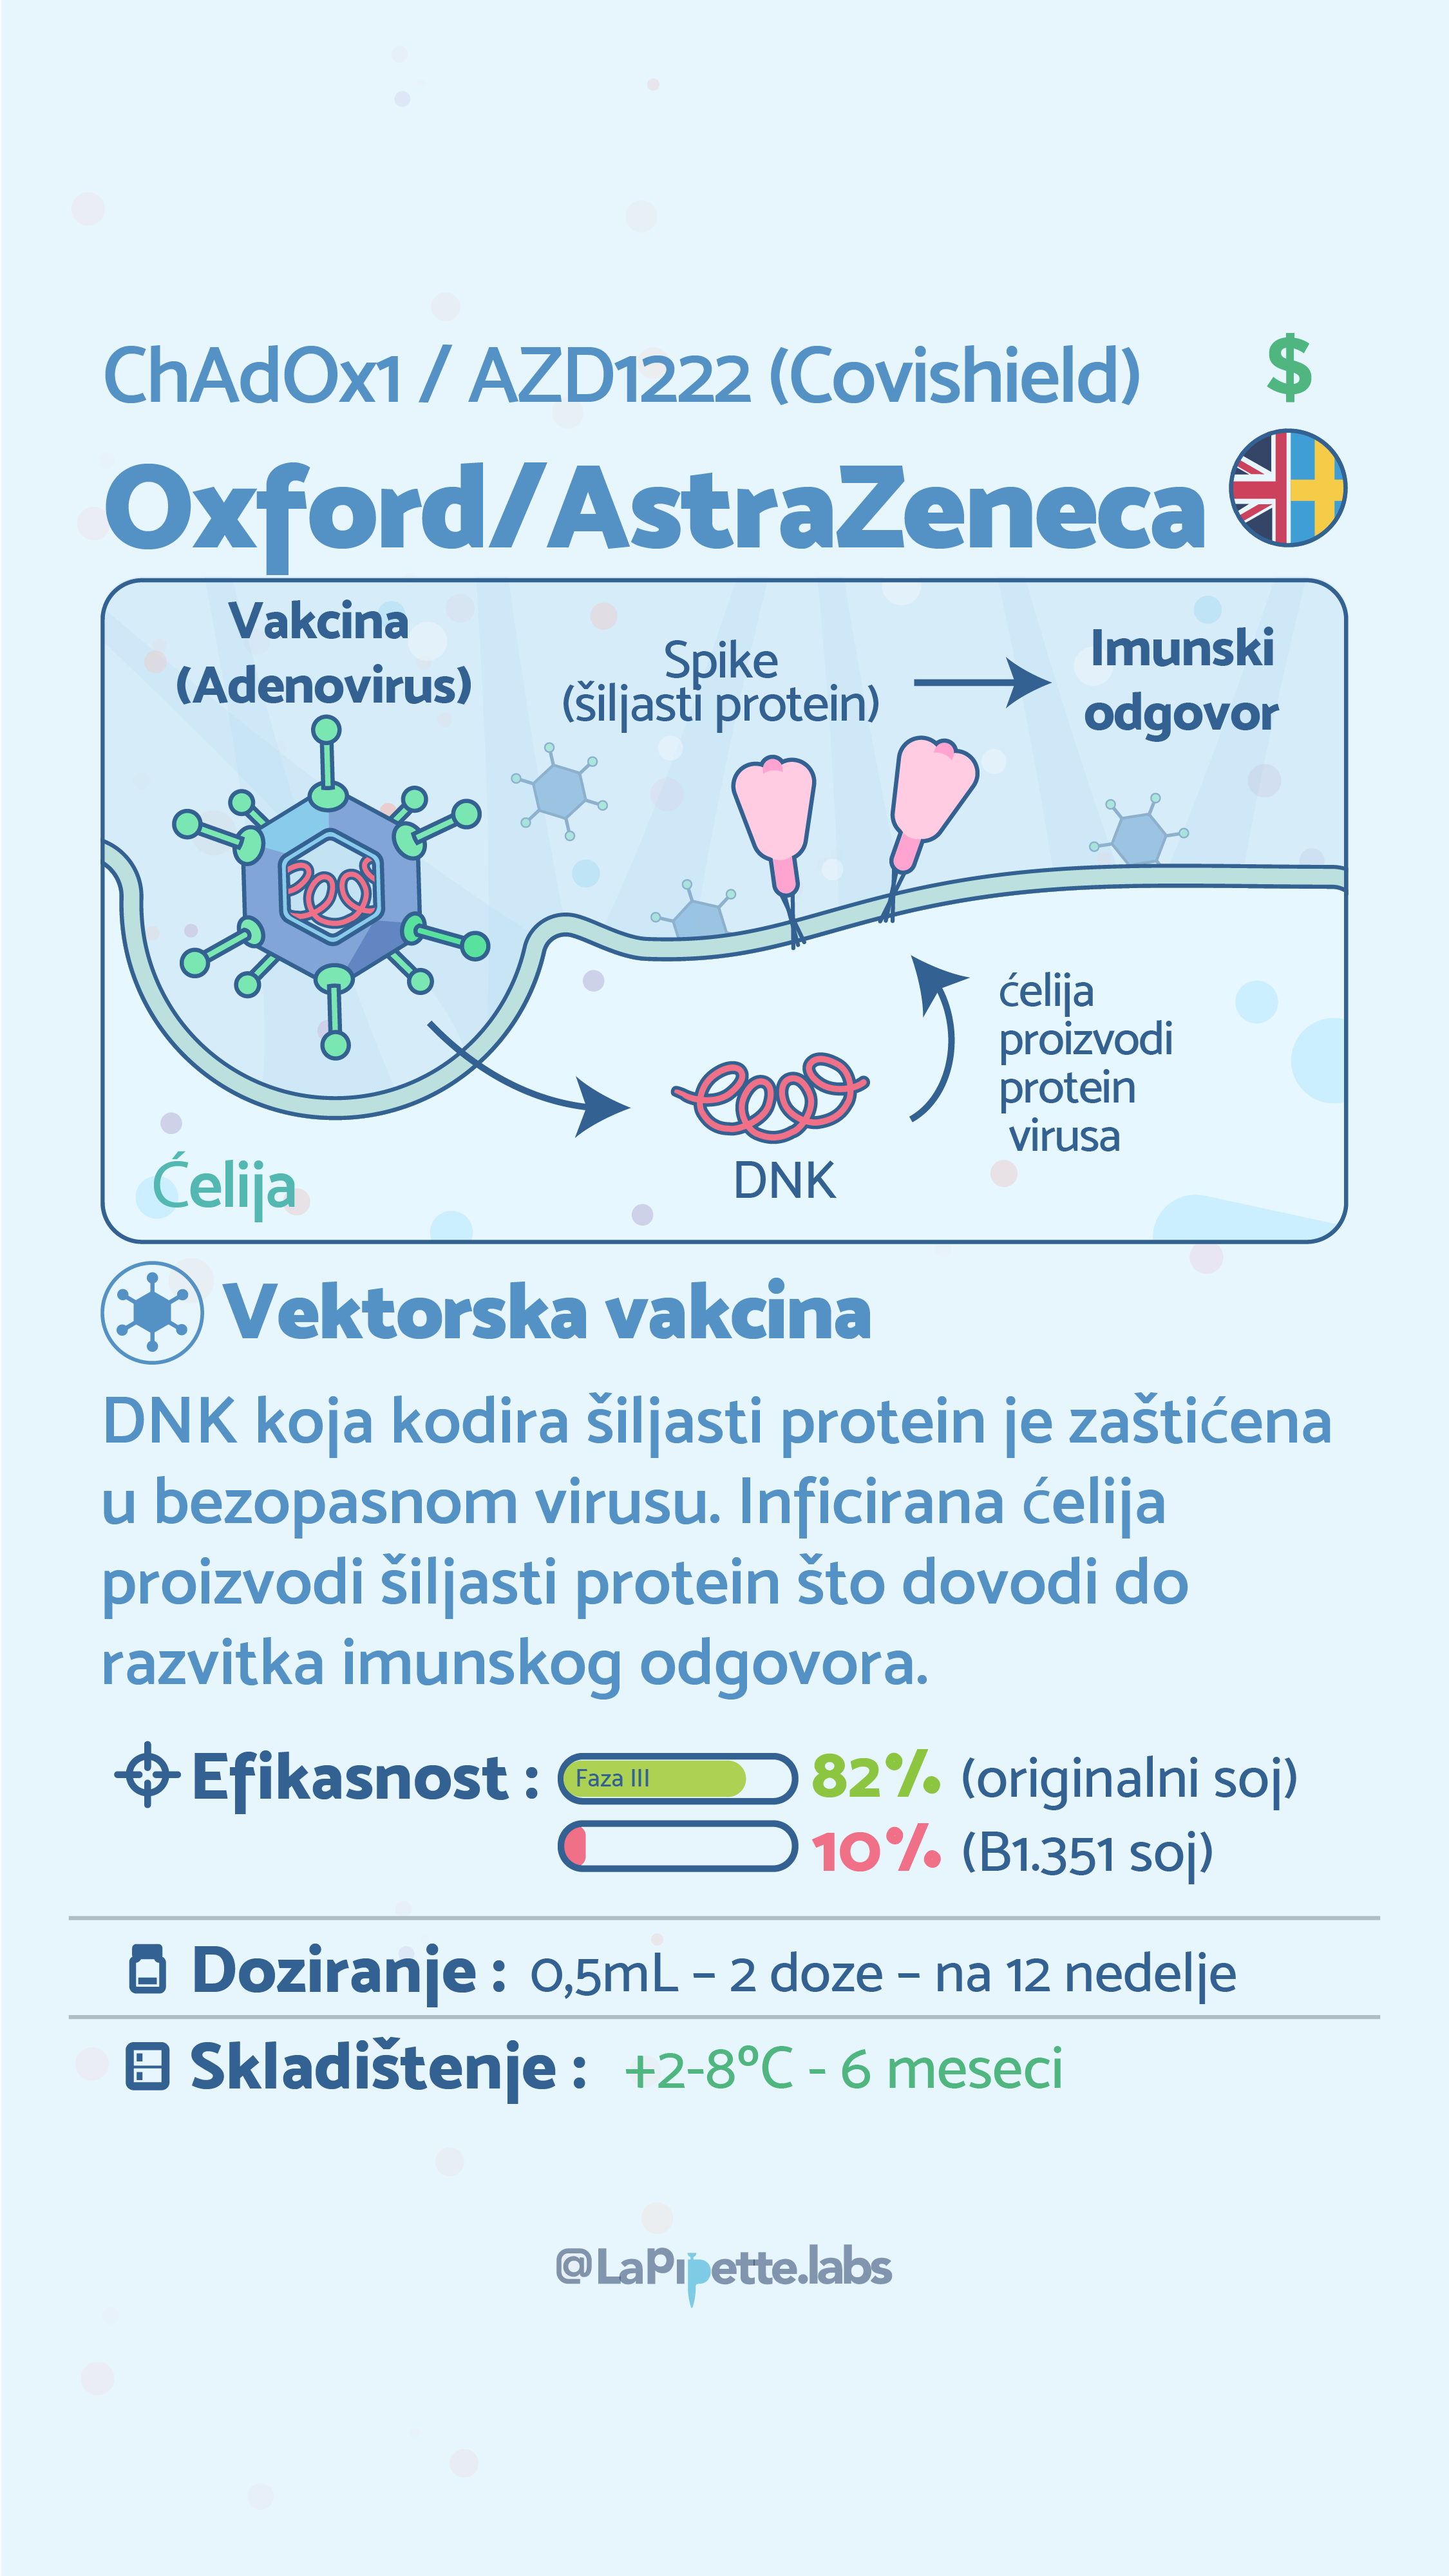 ChAdOx1 / AZD1222 (Covishield)
$
Oxford/AstraZeneca
Vakcina
(Adenovirus)
Spike
(šiljasti protein)
Imunski
odgovor
ćelija
proizvodi
protein
virusa
DNK
Ćelija
Vektorska vakcina
DNK koja kodira šiljasti protein je zaštićena
u bezopasnom virusu. Inficirana ćelija
proizvodi šiljasti protein što dovodi do
razvitka imunskog odgovora.
Efikasnost : Faza III 82% (originalni soj)
10% (B1.351 soj)
Doziranje : 0,5mL – 2 doze – na 12 nedelje
Skladištenje : +2-8°C - 6 meseci
@LaPipette.labs